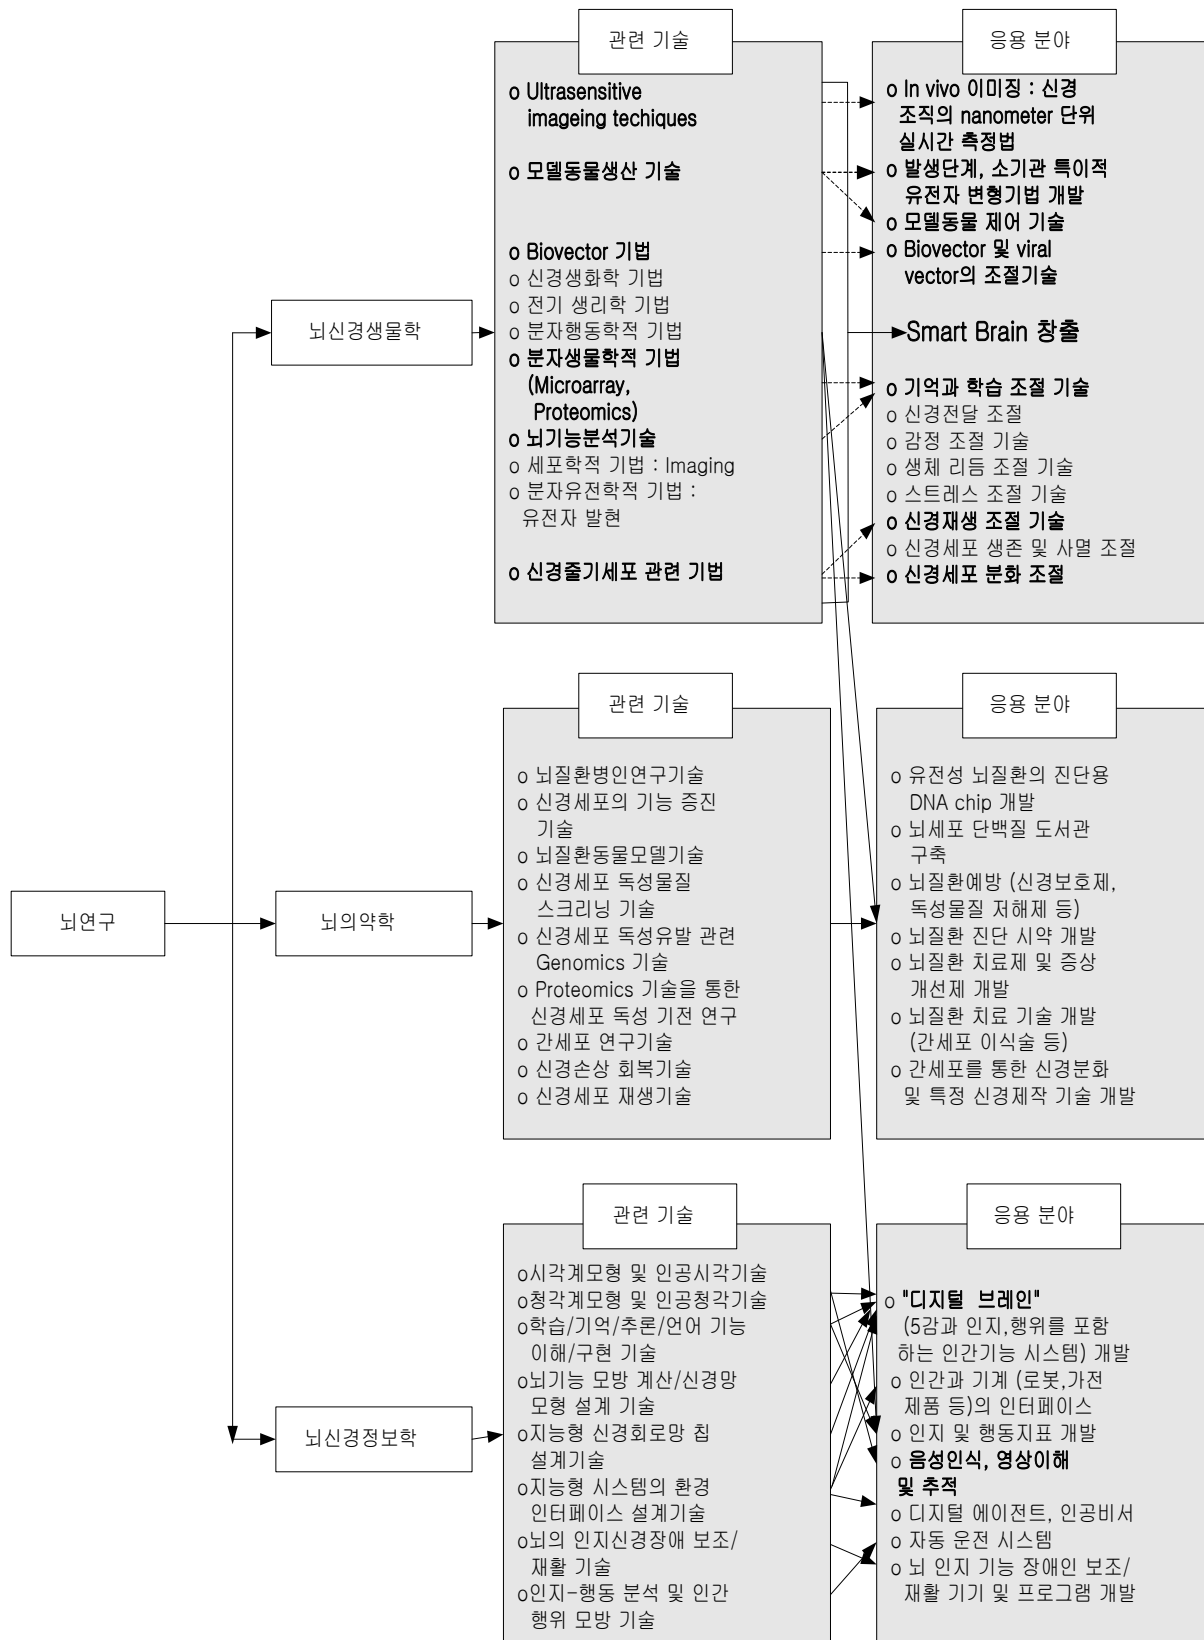 뇌연구
뇌신경생물학
관련 기술
o Ultrasensitive
imageing techiques
o 모델동물생산 기술
o Biovector 기법
o 신경생화학 기법
o 전기 생리학 기법
o 분자행동학적 기법
o 분자생물학적 기법
(Microarray,
Proteomics)
o 뇌기능분석기술
o 세포학적 기법 : Imaging
o 분자유전학적 기법 :
유전자 발현
o 신경줄기세포 관련 기법
응용 분야
o In vivo 이미징 : 신경
조직의 nanometer 단위
실시간 측정법
o 발생단계, 소기관 특이적
유전자 변형기법 개발
o 모델동물 제어 기술
o Biovector 및 viral
vector의 조절기술
Smart Brain 창출
o 기억과 학습 조절 기술
o 신경전달 조절
o 감정 조절 기술
o 생체 리듬 조절 기술
o 스트레스 조절 기술
o 신경재생 조절 기술
o 신경세포 생존 및 사멸 조절
o 신경세포 분화 조절
뇌의약학
관련 기술
o 뇌질환병인연구기술
o 신경세포의 기능 증진
기술
o 뇌질환동물모델기술
o 신경세포 독성물질
스크리닝 기술
o 신경세포 독성유발 관련
Genomics 기술
o Proteomics 기술을 통한
신경세포 독성 기전 연구
o 간세포 연구기술
o 신경손상 회복기술
o 신경세포 재생기술
응용 분야
o 유전성 뇌질환의 진단용
DNA chip 개발
o 뇌세포 단백질 도서관
구축
o 뇌질환예방 (신경보호제,
독성물질 저해제 등)
o 뇌질환 진단 시약 개발
o 뇌질환 치료제 및 증상
개선제 개발
o 뇌질환 치료 기술 개발
(간세포 이식술 등)
o 간세포를 통한 신경분화
및 특정 신경제작 기술 개발
뇌신경정보학
관련 기술
o시각계모형 및 인공시각기술
o청각계모형 및 인공청각기술
o학습/기억/추론/언어 기능
이해/구현 기술
o뇌기능 모방 계산/신경망
모형 설계 기술
o지능형 신경회로망 칩
설계기술
o지능형 시스템의 환경
인터페이스 설계기술
o뇌의 인지신경장애 보조/
재활 기술
o인지-행동 분석 및 인간
행위 모방 기술
응용 분야
o "디지털 브레인"
(5감과 인지,행위를 포함
하는 인간기능 시스템) 개발
o 인간과 기계 (로봇,가전
제품 등)의 인터페이스
o 인지 및 행동지표 개발
o 음성인식, 영상이해
및 추적
o 디지털 에이전트, 인공비서
o 자동 운전 시스템
o 뇌 인지 기능 장애인 보조/
재활 기기 및 프로그램 개발